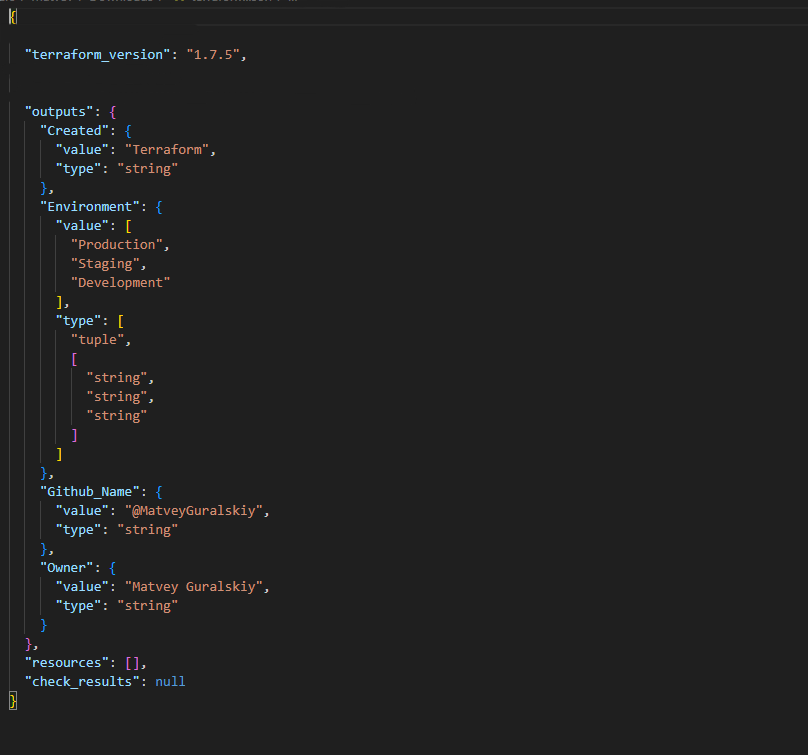 {
"terraform_version": "1.7.5",
"outputs": {
"Created": {
"value": "Terraform",
"type": "string"
},
"Environment": {
"value": [
"Production",
"Staging",
"Development"
],
"type": [
"tuple",
[
"string",
"string",
"string"
]
]
},
"Github_Name": {
"value": "@MatveyGuralskiy",
"type": "string"
},
"Owner": {
"value": "Matvey Guralskiy",
"type": "string"
}
},
"resources": [],
"check_results": null
}